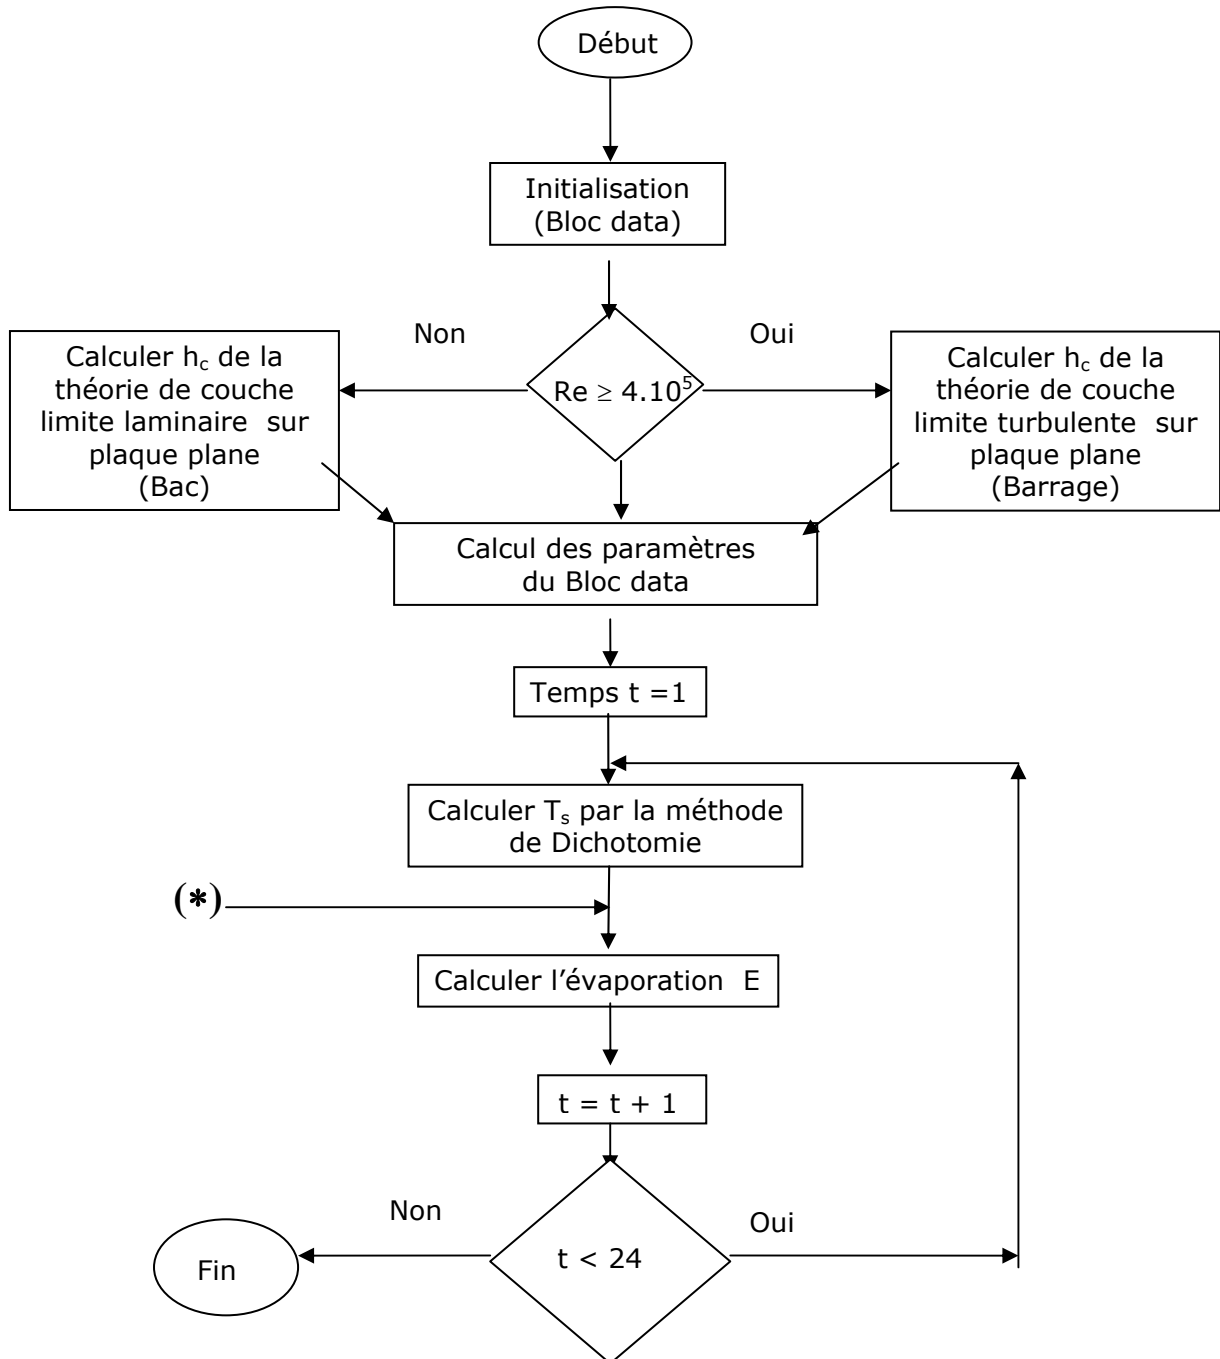 Début
Initialisation
(Bloc data)
Non
Oui
Calculer h_c de la
théorie de couche
limite laminaire sur
plaque plane
(Bac)
Re ≥ 4.10^5
Calculer h_c de la
théorie de couche
limite turbulente sur
plaque plane
(Barrage)
Calcul des paramètres
du Bloc data
Temps t =1
Calculer T_s par la méthode
de Dichotomie
(*)
Calculer l’évaporation E
t = t + 1
Non
Oui
Fin
t < 24